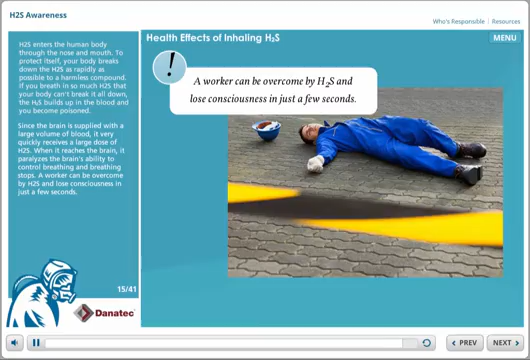 H2S Awareness
Who's Responsible | Resources
H2S enters the human body
through the nose and mouth. To
protect itself, your body breaks
down the H2S as rapidly as
possible to a harmless compound.
If you breath in so much H2S that
your body can't break it all down,
the H₂S builds up in the blood and
you become poisoned.
Since the brain is supplied with a
large volume of blood, it very
quickly receives a large dose of
H2S. When it reaches the brain, it
paralyzes the brain's ability to
control breathing and breathing
stops. A worker can be overcome
by H2S and lose consciousness in
just a few seconds.
15/41
Danatec
Health Effects of Inhaling H₂S
MENU
!
A worker can be overcome by H₂S and
lose consciousness in just a few seconds.
PREV
NEXT